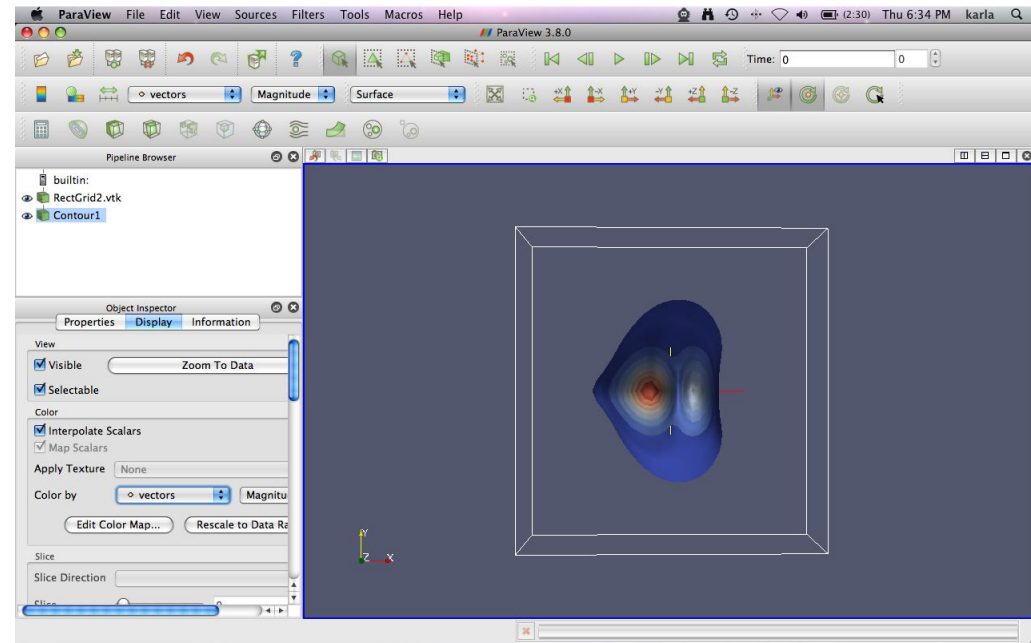 ParaView File Edit View Sources Filters Tools Macros Help (2:30) Thu 6:34 PM karla
ParaView 3.8.0
Time: 0 0
vectors Magnitude Surface
+X -X +Y -Y +Z -Z
Pipeline Browser
builtin:
RectGrid2.vtk
Contour1
Object Inspector
Properties Display Information
View
Visible Zoom To Data
Selectable
Color
Interpolate Scalars
Map Scalars
Apply Texture None
Color by vectors Magnitu
Edit Color Map... Rescale to Data Ra
Slice
Slice Direction
Slice 0
Y
Z X